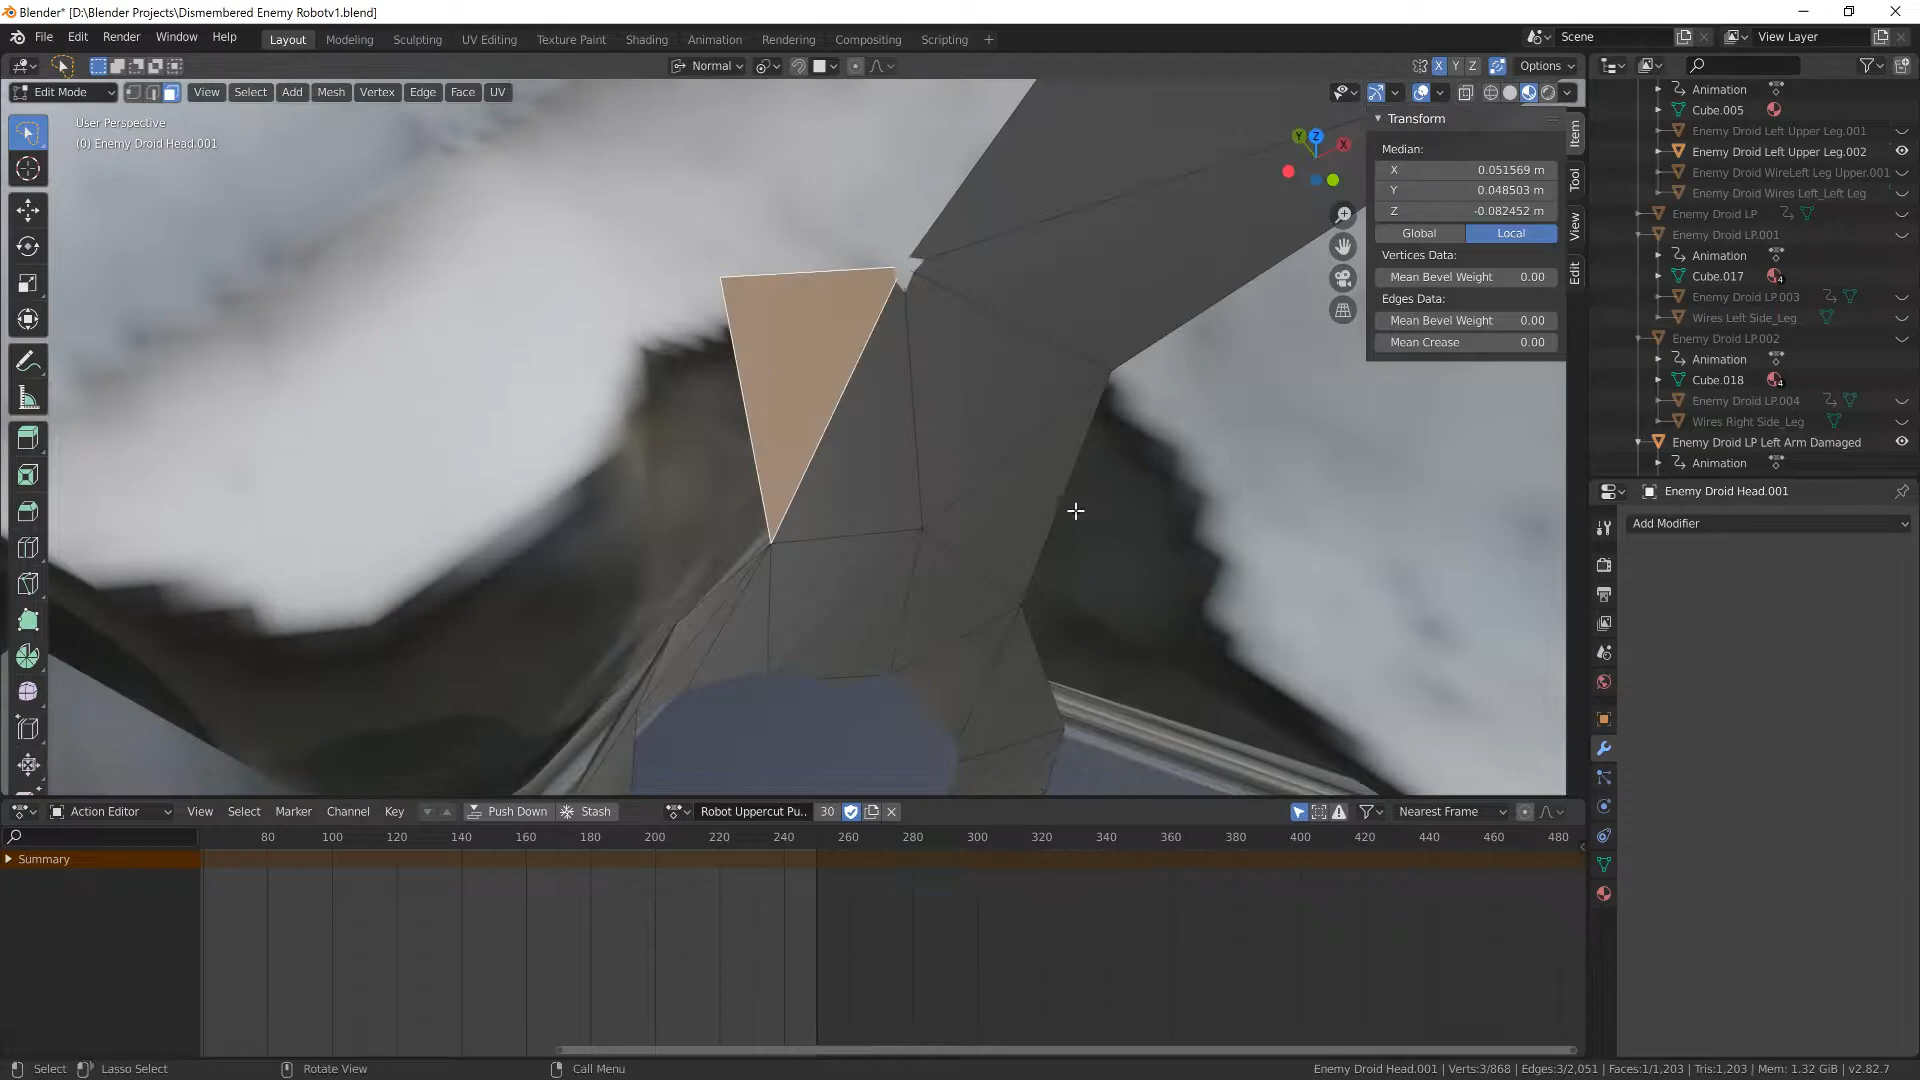 Blender* [D:\Blender Projects\Dismembered Enemy Robotv1.blend]
File Edit Render Window Help Layout Modeling Sculpting UV Editing Texture Paint Shading Animation Rendering Compositing Scripting + Scene View Layer
Normal X Y Z Options
Edit Mode View Select Add Mesh Vertex Edge Face UV
User Perspective
(0) Enemy Droid Head.001
Y Z X
Transform
Median:
X 0.051569 m
Y 0.048503 m
Z -0.082452 m
Global Local
Vertices Data:
Mean Bevel Weight 0.00
Edges Data:
Mean Bevel Weight 0.00
Mean Crease 0.00
Item
Tool
View
Edit
Animation
Cube.005
Enemy Droid Left Upper Leg.001
Enemy Droid Left Upper Leg.002
Enemy Droid WireLeft Leg Upper.001
Enemy Droid Wires Left_Left Leg
Enemy Droid LP
Enemy Droid LP.001
Animation
Cube.017 4
Enemy Droid LP.003
Wires Left Side_Leg
Enemy Droid LP.002
Animation
Cube.018 4
Enemy Droid LP.004
Wires Right Side_Leg
Enemy Droid LP Left Arm Damaged
Animation
Enemy Droid Head.001
Add Modifier
Action Editor View Select Marker Channel Key Push Down Stash Robot Uppercut Pu.. 30 Nearest Frame
80 100 120 140 160 180 200 220 240 260 280 300 320 340 360 380 400 420 440 460 480
Summary
Select Lasso Select Rotate View Call Menu Enemy Droid Head.001 | Verts:3/868 | Edges:3/2,051 | Faces:1/1,203 | Tris:1,203 | Mem: 1.32 GiB | v2.82.7